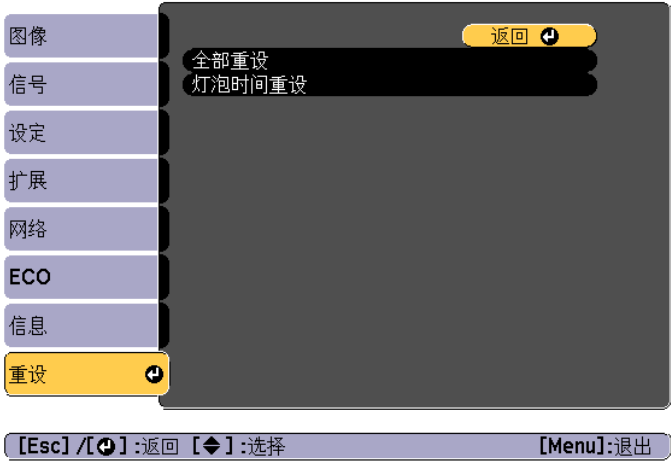 图像
信号
设定
扩展
网络
ECO
信息
重设
返回
全部重设
灯泡时间重设
[Esc] /[ ] :返回 [ ] :选择 [Menu]:退出